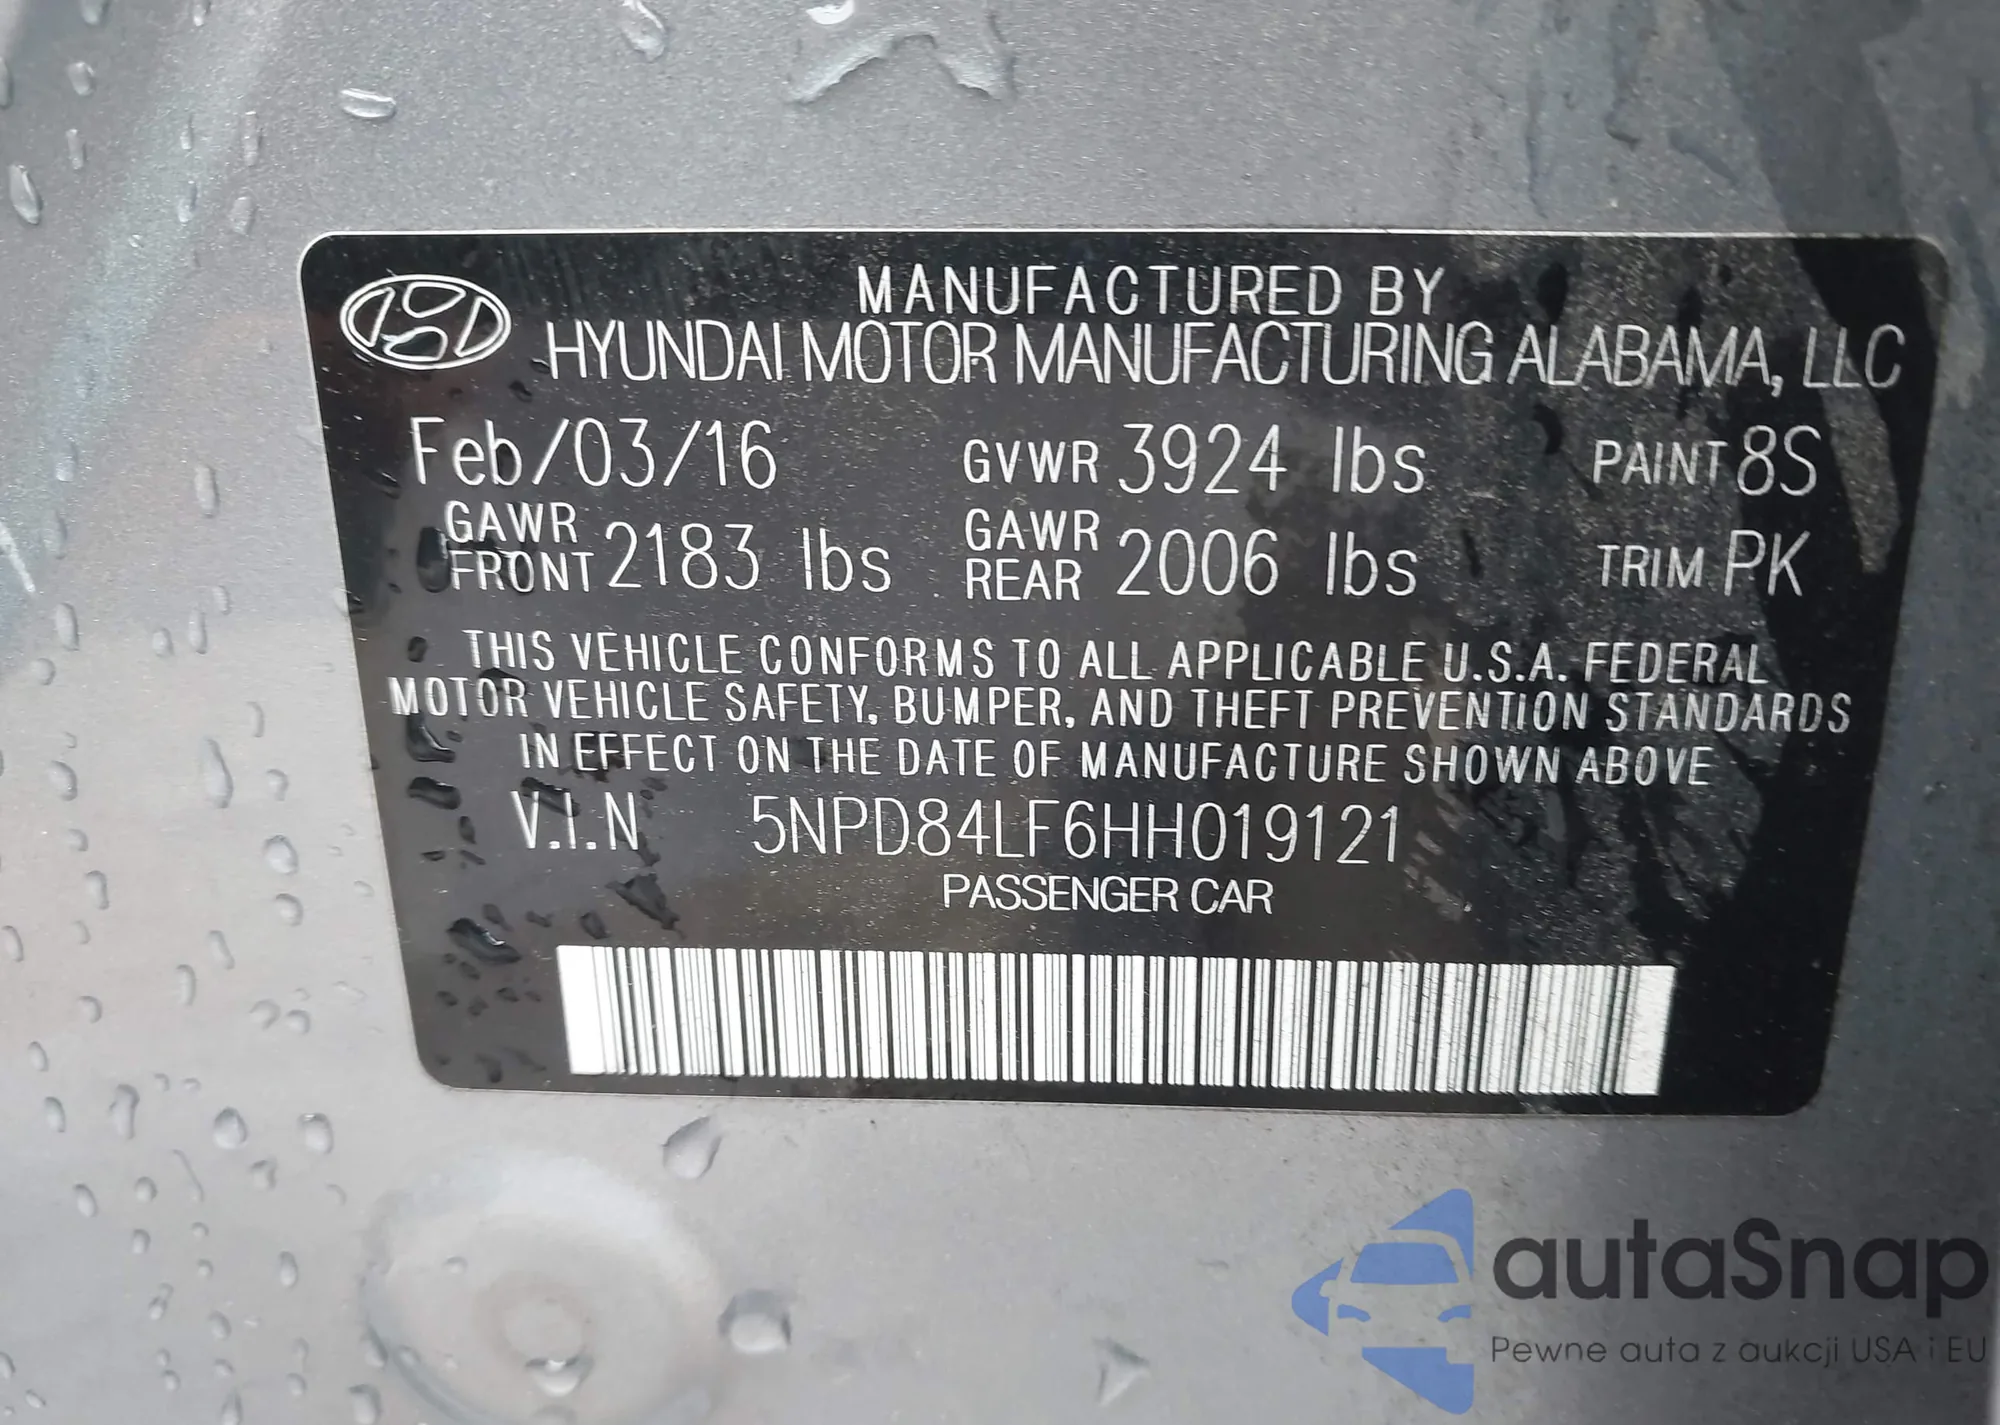 MANUFACTURED BY
HYUNDAI MOTOR MANUFACTURING ALABAMA, LLC
Feb/03/16 GVWR 3924 lbs PAINT 8S
GAWR FRONT 2183 lbs GAWR REAR 2006 lbs TRIM PK
THIS VEHICLE CONFORMS TO ALL APPLICABLE U.S.A. FEDERAL
MOTOR VEHICLE SAFETY, BUMPER, AND THEFT PREVENTION STANDARDS
IN EFFECT ON THE DATE OF MANUFACTURE SHOWN ABOVE
V.I.N 5NPD84LF6HH019121
PASSENGER CAR
autaSnap
Pewne auta z aukcji USA i EU